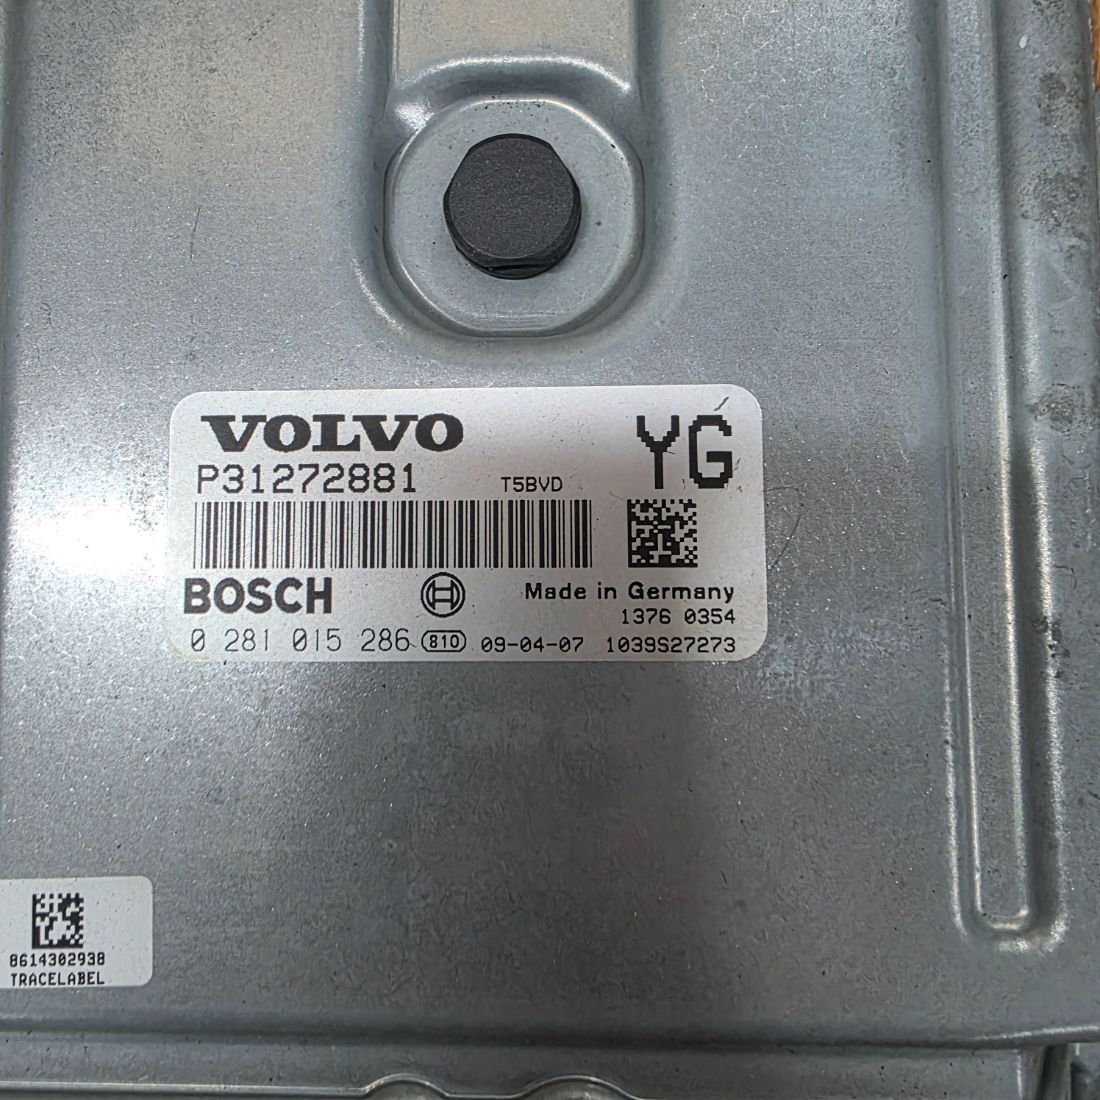 VOLVO
YG
P31272881
T5BVD
BOSCH
Made in Germany
1376 0354
0 281 015 286 810 09-04-07 1039S27273
8614302938
TRACELABEL